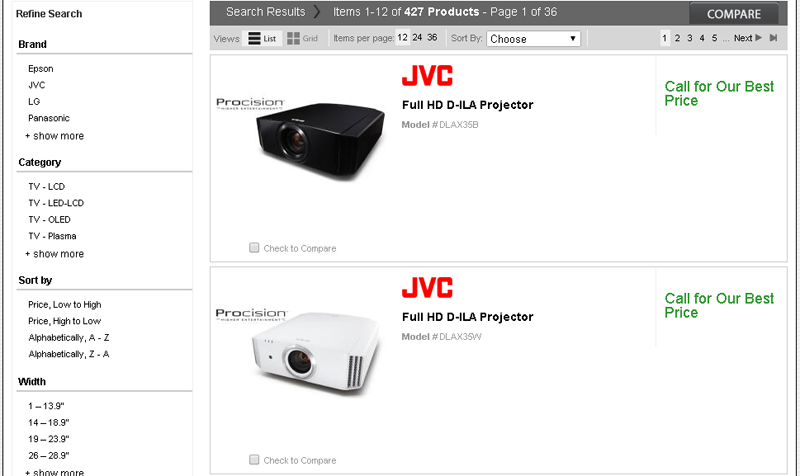 Refine Search
Brand
Epson
JVC
LG
Panasonic
+ show more
Category
TV - LCD
TV - LED-LCD
TV - OLED
TV - Plasma
+ show more
Sort by
Price, Low to High
Price, High to Low
Alphabetically, A - Z
Alphabetically, Z - A
Width
1 – 13.9"
14 – 18.9"
19 – 23.9"
26 – 28.9"
+ show more
Search Results Items 1-12 of 427 Products - Page 1 of 36 COMPARE
Views List Grid Items per page: 12 24 36 Sort By: Choose 1 2 3 4 5 ... Next
JVC
Procision
HIGHER ENTERTAINMENT
Full HD D-ILA Projector
Model #DLAX35B
Call for Our Best
Price
Check to Compare
JVC
Procision
HIGHER ENTERTAINMENT
Full HD D-ILA Projector
Model #DLAX35W
Call for Our Best
Price
Check to Compare